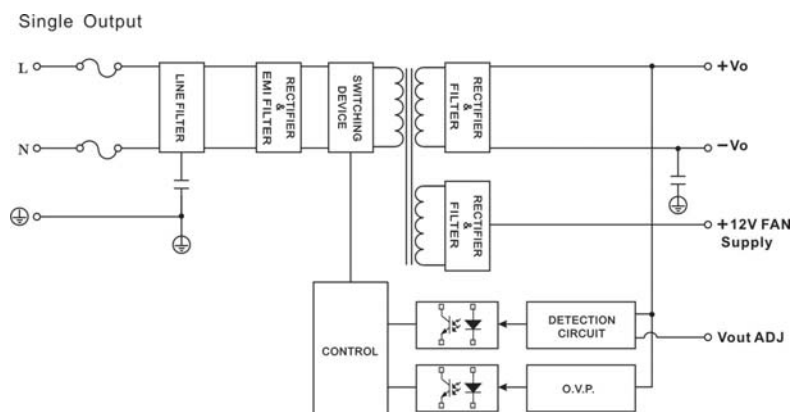 Single Output
L
N
LINE FILTER
RECTIFIER
&
EMI FILTER
SWITCHING
DEVICE
RECTIFIER
&
FILTER
+Vo
-Vo
RECTIFIER
&
FILTER
+12V FAN
Supply
CONTROL
DETECTION
CIRCUIT
Vout ADJ
O.V.P.